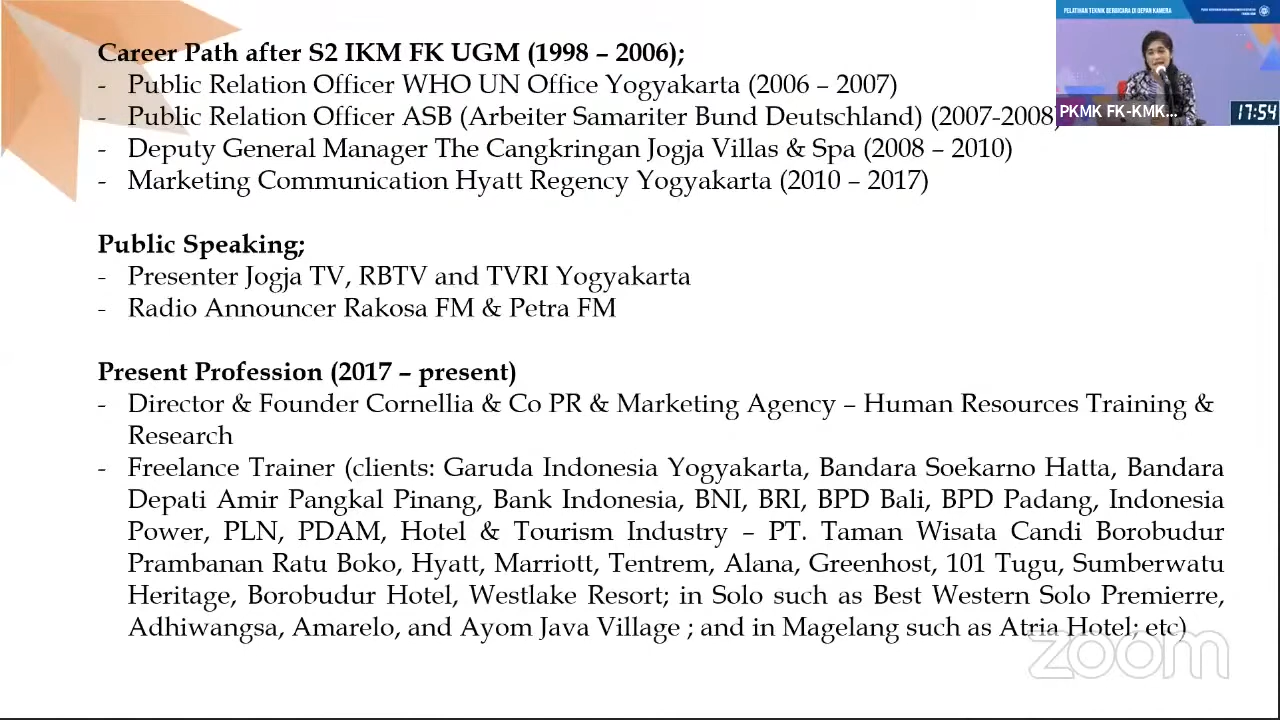 Career Path after S2 IKM FK UGM (1998 – 2006);
- Public Relation Officer WHO UN Office Yogyakarta (2006 – 2007)
- Public Relation Officer ASB (Arbeiter Samariter Bund Deutschland) (2007-2008)
- Deputy General Manager The Cangkringan Jogja Villas & Spa (2008 – 2010)
- Marketing Communication Hyatt Regency Yogyakarta (2010 – 2017)
Public Speaking;
- Presenter Jogja TV, RBTV and TVRI Yogyakarta
- Radio Announcer Rakosa FM & Petra FM
Present Profession (2017 – present)
- Director & Founder Cornellia & Co PR & Marketing Agency – Human Resources Training &
Research
- Freelance Trainer (clients: Garuda Indonesia Yogyakarta, Bandara Soekarno Hatta, Bandara
Depati Amir Pangkal Pinang, Bank Indonesia, BNI, BRI, BPD Bali, BPD Padang, Indonesia
Power, PLN, PDAM, Hotel & Tourism Industry – PT. Taman Wisata Candi Borobudur
Prambanan Ratu Boko, Hyatt, Marriott, Tentrem, Alana, Greenhost, 101 Tugu, Sumberwatu
Heritage, Borobudur Hotel, Westlake Resort; in Solo such as Best Western Solo Premierre,
Adhiwangsa, Amarelo, and Ayom Java Village ; and in Magelang such as Atria Hotel; etc)
PELATIHAN TEKNIK BERBICARA DI DEPAN KAMERA
PKMK FK-KMK...
17:54
zoom